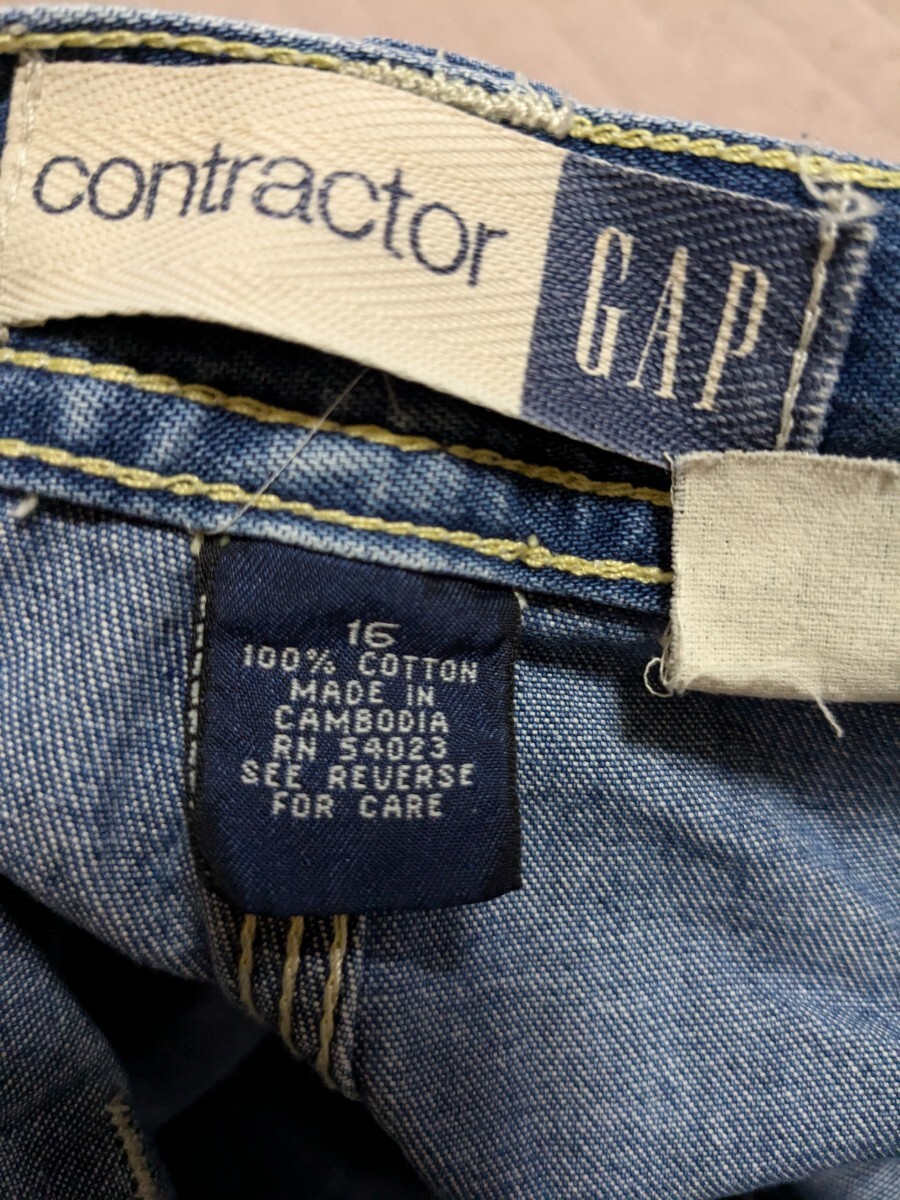 contractor GAP
16
100% COTTON
MADE IN
CAMBODIA
RN 54023
SEE REVERSE
FOR CARE